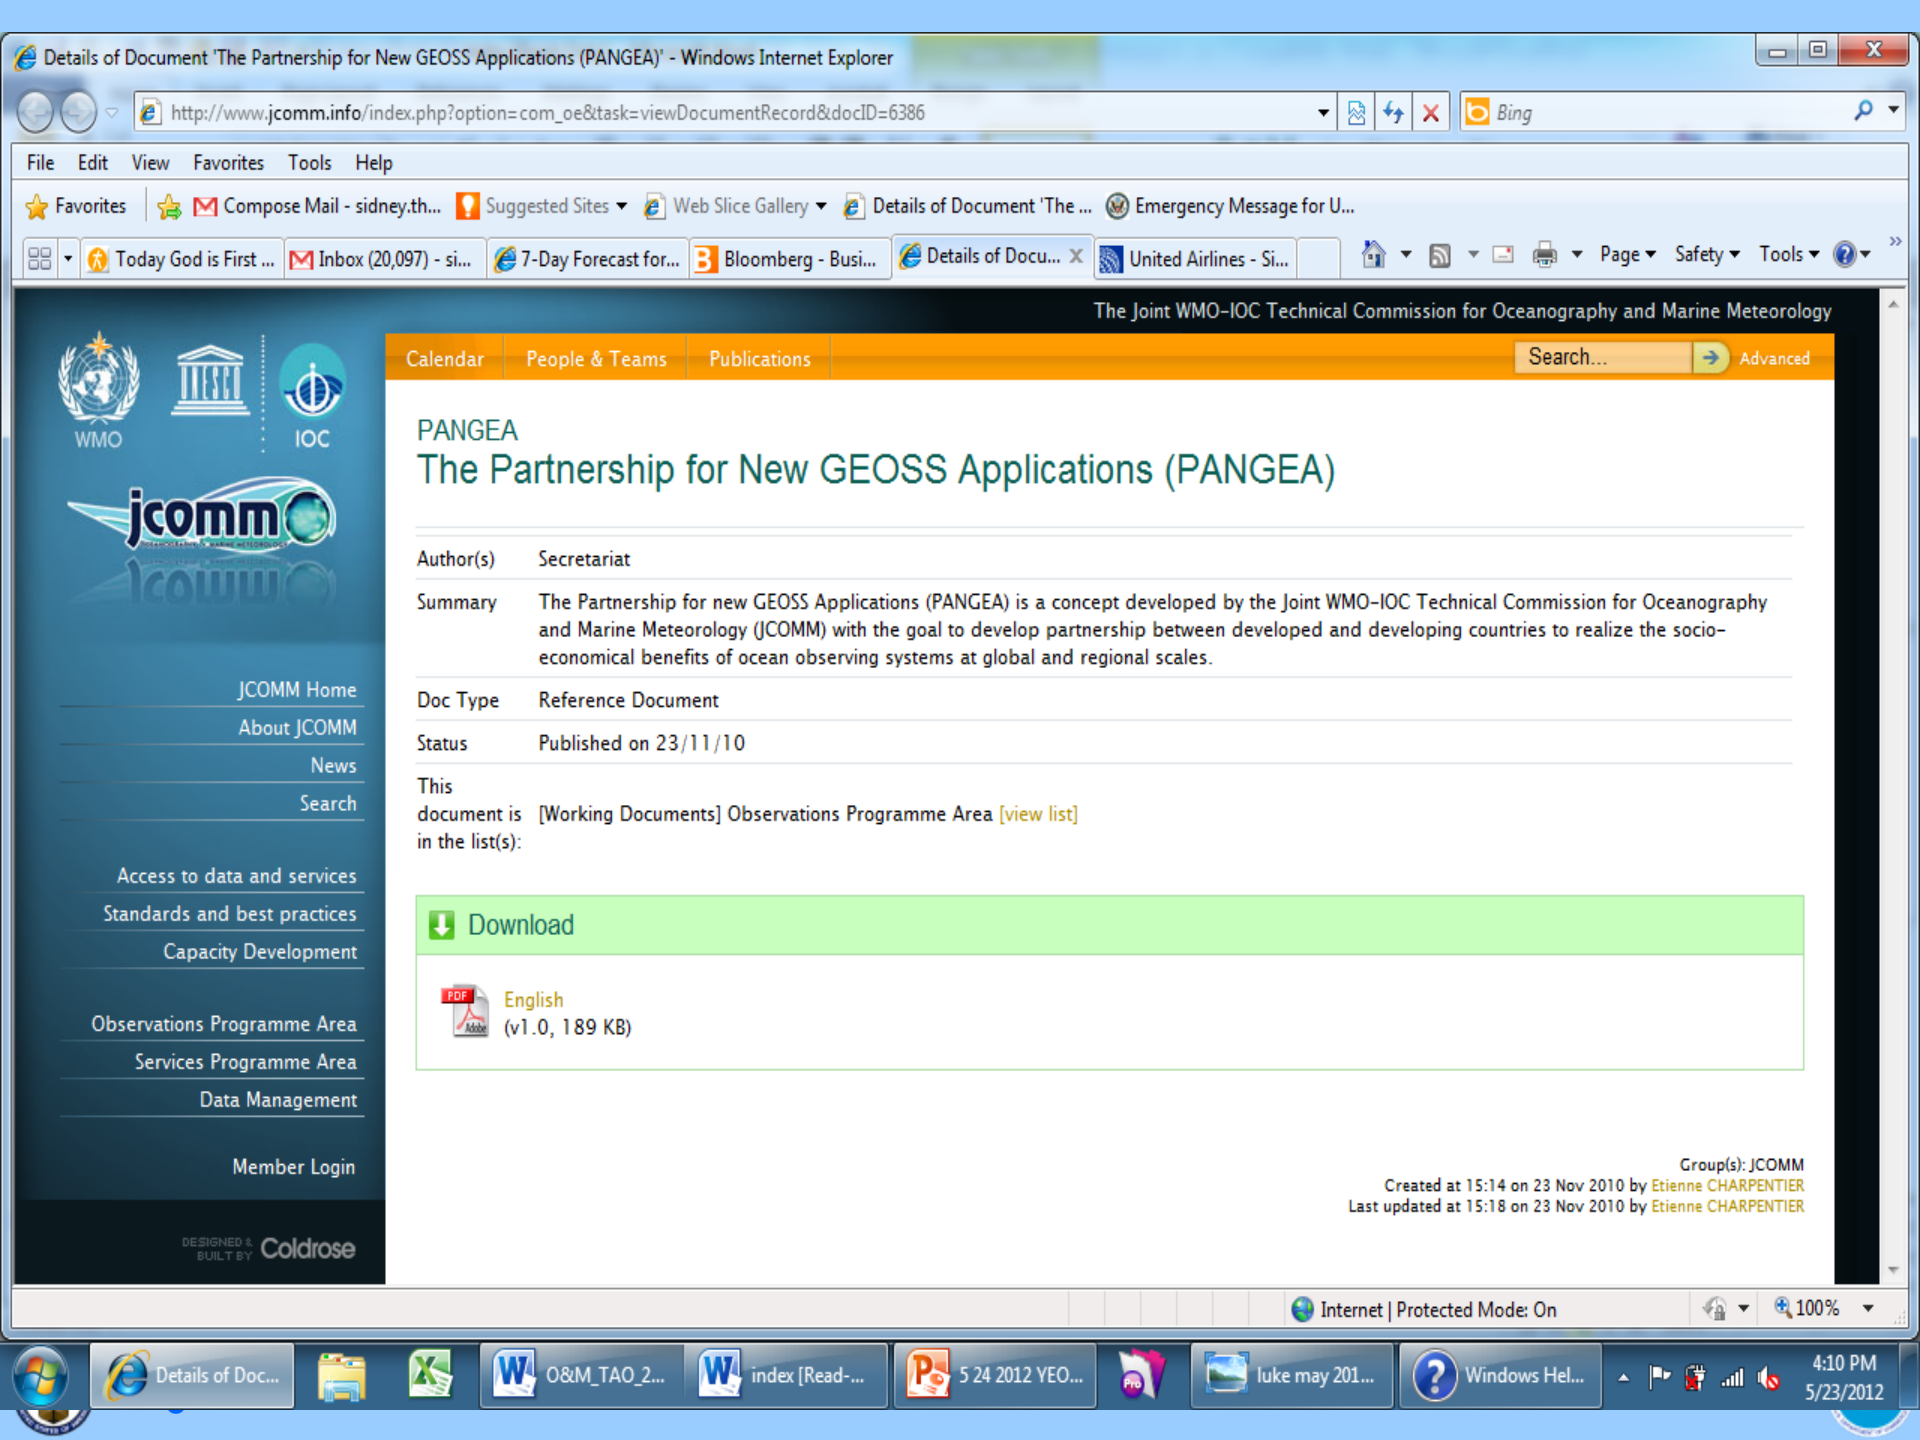 Details of Document 'The Partnership for New GEOSS Applications (PANGEA)' - Windows Internet Explorer
http://www.jcomm.info/index.php?option=com_oe&task=viewDocumentRecord&docID=6386
Bing
File Edit View Favorites Tools Help
Favorites Compose Mail - sidney.th... Suggested Sites Web Slice Gallery Details of Document 'The ... Emergency Message for U...
Today God is First ... Inbox (20,097) - si... 7-Day Forecast for... Bloomberg - Busi... Details of Docu... X United Airlines - Si... Page Safety Tools
The Joint WMO-IOC Technical Commission for Oceanography and Marine Meteorology
Calendar People & Teams Publications Search... Advanced
UNESCO
WMO IOC
jcomm
JCOMM Home
About JCOMM
News
Search
Access to data and services
Standards and best practices
Capacity Development
Observations Programme Area
Services Programme Area
Data Management
Member Login
DESIGNED & BUILT BY Coldrose
PANGEA
The Partnership for New GEOSS Applications (PANGEA)
Author(s) Secretariat
Summary The Partnership for new GEOSS Applications (PANGEA) is a concept developed by the Joint WMO-IOC Technical Commission for Oceanography
and Marine Meteorology (JCOMM) with the goal to develop partnership between developed and developing countries to realize the socio-
economical benefits of ocean observing systems at global and regional scales.
Doc Type Reference Document
Status Published on 23/11/10
This
document is [Working Documents] Observations Programme Area [view list]
in the list(s):
Download
PDF Adobe
English
(v1.0, 189 KB)
Group(s): JCOMM
Created at 15:14 on 23 Nov 2010 by Etienne CHARPENTIER
Last updated at 15:18 on 23 Nov 2010 by Etienne CHARPENTIER
Internet | Protected Mode: On 100%
Details of Doc... O&M_TAO_2... index [Read-... 5 24 2012 YEO... Pro luke may 201... Windows Hel... 4:10 PM
5/23/2012